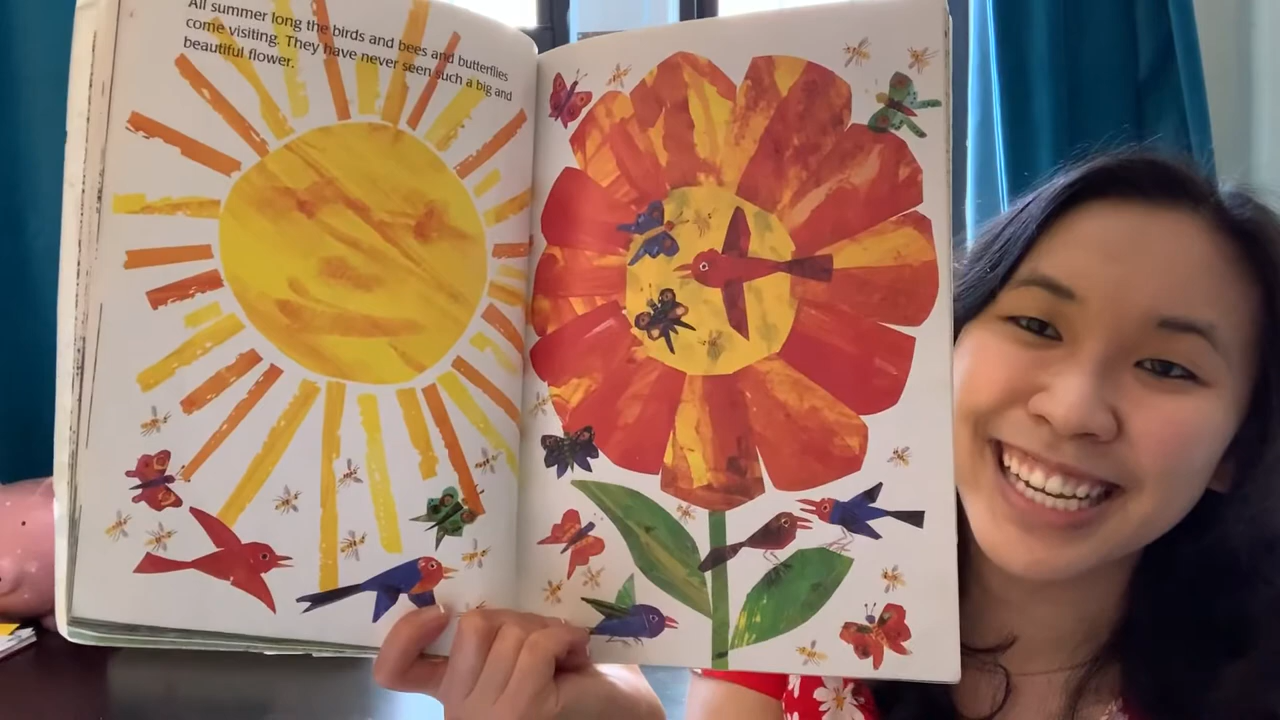 All summer long the birds and bees and butterflies
come visiting. They have never seen such a big and
beautiful flower.